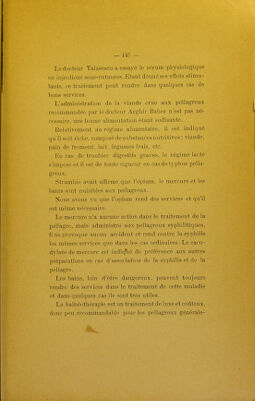 — 145 —
Le docteur Talasescu a essayé le sérum physiologique
en injections sous-cutanées. Étant donné ses effets stimu-
lants, ce traitement peut rendre dans quelques cas de
bons services.
L'administration de la viande crue aux pellagreux
recommandée par le docteur Arghir Babes n'est pas né-
cessaire, une bonne alimentation étant suffisante.
Relativement au régime alimentaire, il est indiqué
qu'il soit riche, composé de substances nutritives : viande,
pain de froment, lait, légumes frais, etc.
En cas de troubles digestifs graves, le régime lacté
s'impose et il est de toute rigueur en cas de typhus pella-
greux.
Strambio avait affirmé que l'opium, le mercure et les
bains sont nuisibles aux pellagreux.
Nous avons vu que l'opium rend des services et qu'il
est même nécessaire.
Le mercure n'a aucune action dans le traitement de la
pellagre, mais administré aux pellagreux syphilitiques,
il ne provoque aucun accident et rend contre la syphilis
les mêmes services que dans les cas ordinaires. Le caco-
dylate de mercure est indiqué de préférence aux autres
préparations en cas d'association de la syphilis et de la
pellagre.
Les bains, loin d'être dangereux, peuvent toujours
rendre des services dans le traitement de cette maladie
et dans quelques cas ils sont très utiles.
La balnéothérapie est un traitement de luxe et coûteux,
donc peu recommandable pour les pellagreux générale-